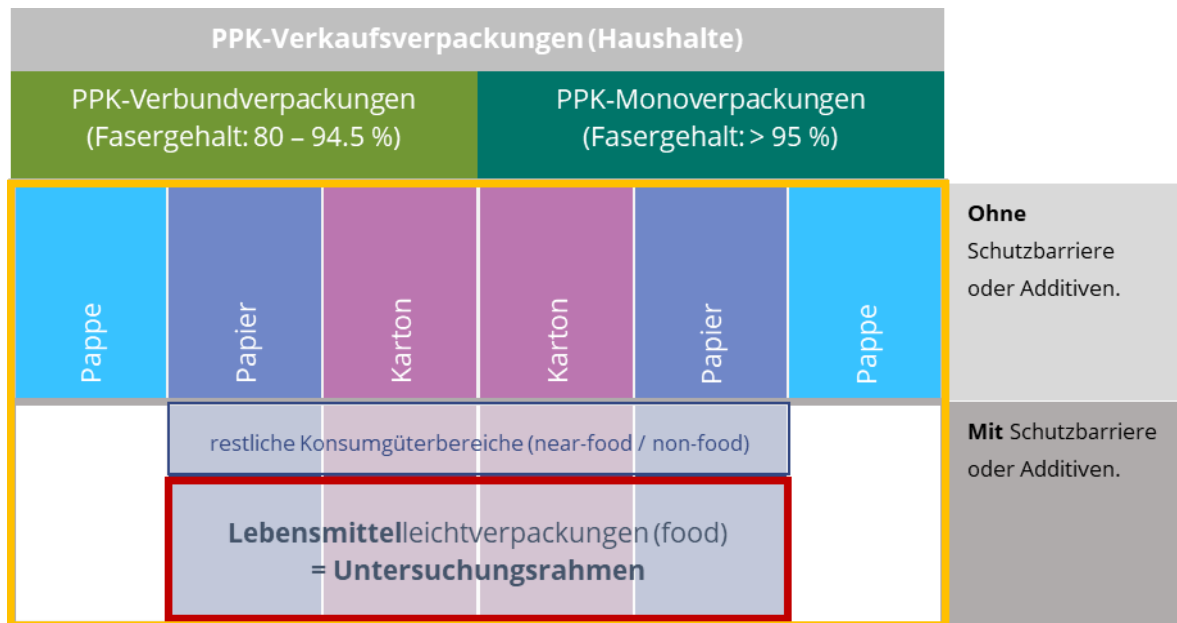 PPK-Verkaufsverpackungen (Haushalte)
PPK-Verbundverpackungen
(Fasergehalt: 80 – 94.5 %)
PPK-Monoverpackungen
(Fasergehalt: > 95 %)
Pappe
Papier
Karton
Karton
Papier
Pappe
Ohne
Schutzbarriere
oder Additiven.
restliche Konsumgüterbereiche (near-food / non-food)
Lebensmittelleichtverpackungen (food)
= Untersuchungsrahmen
Mit Schutzbarriere
oder Additiven.